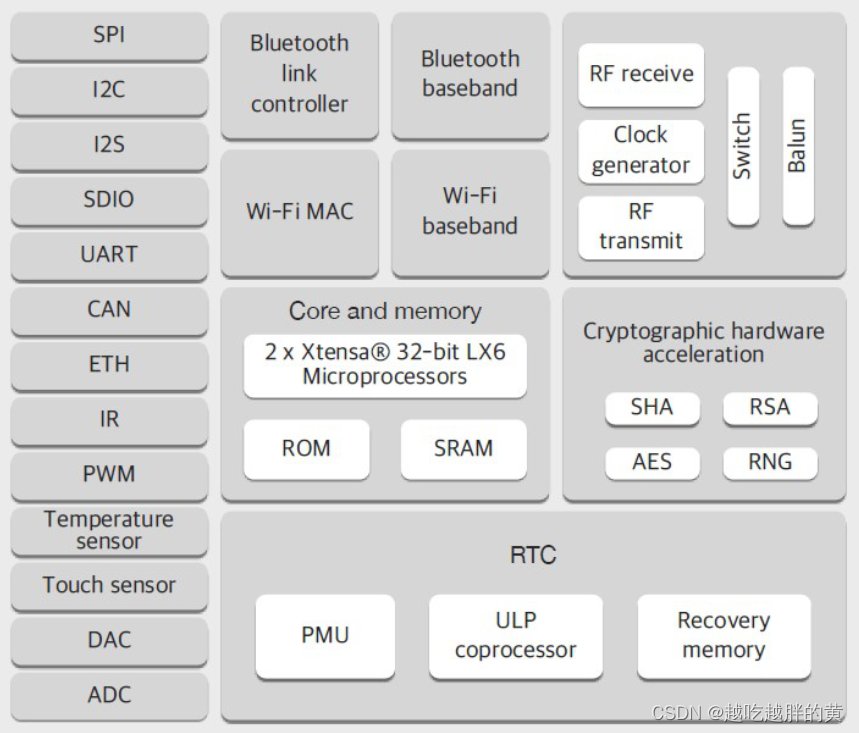 SPI
I2C
I2S
SDIO
UART
CAN
ETH
IR
PWM
Temperature
sensor
Touch sensor
DAC
ADC
Bluetooth
link
controller
Bluetooth
baseband
Wi-Fi MAC
Wi-Fi
baseband
RF receive
Clock
generator
RF
transmit
Switch
Balun
Core and memory
2 x Xtensa® 32-bit LX6
Microprocessors
ROM
SRAM
Cryptographic hardware
acceleration
SHA
RSA
AES
RNG
RTC
PMU
ULP
coprocessor
Recovery
memory
CSDN @越吃越胖的黄